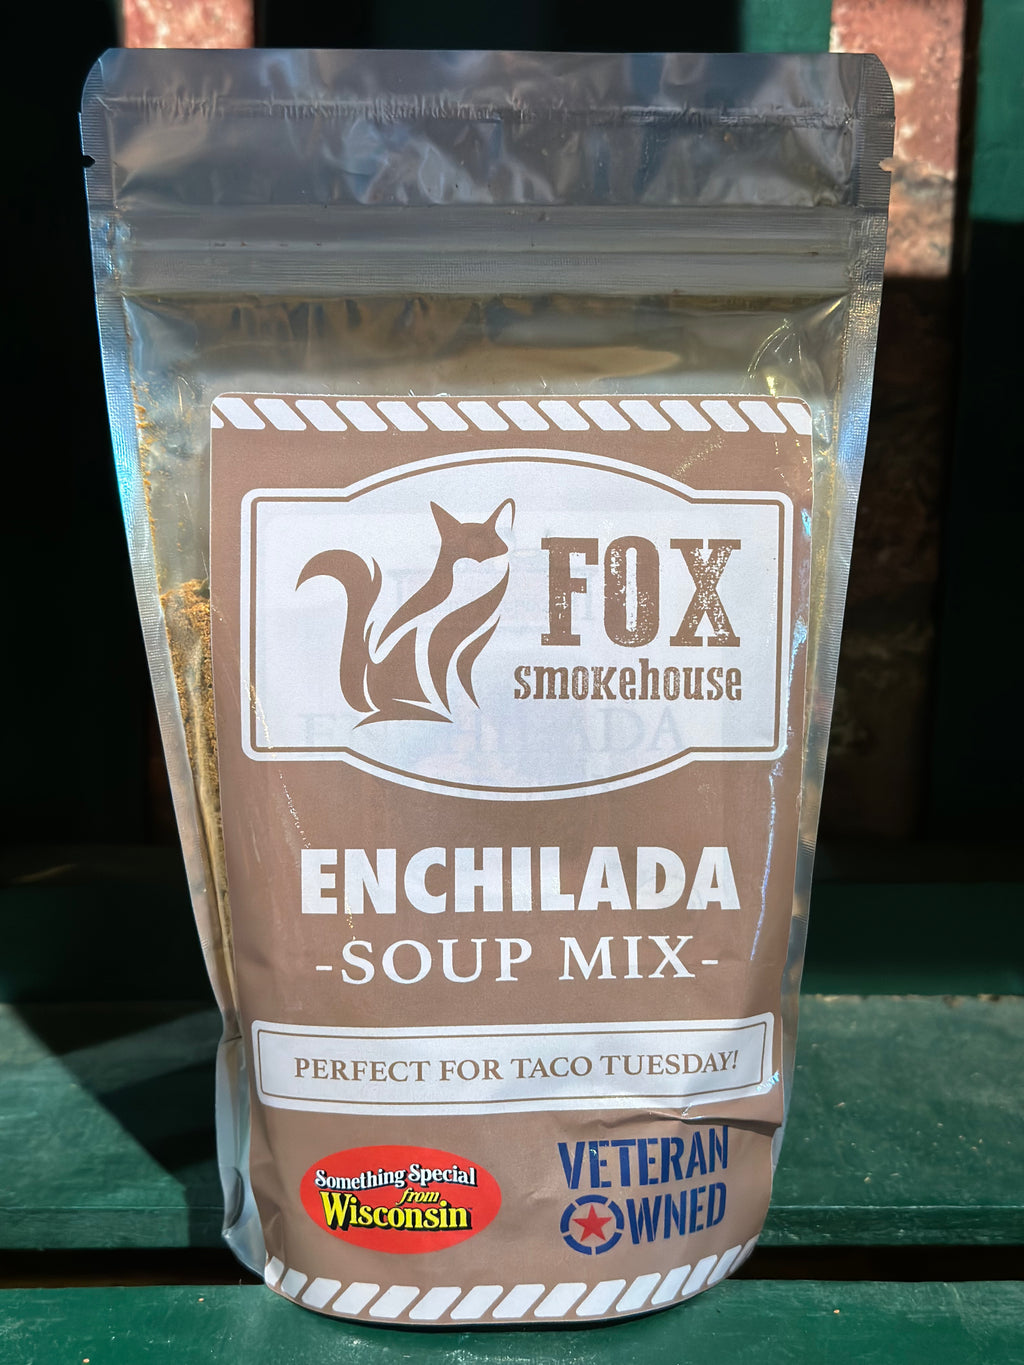 FOX
smokehouse
ENCHILADA
-SOUP MIX-
PERFECT FOR TACO TUESDAY!
Something Special
from
Wisconsin
VETERAN
OWNED